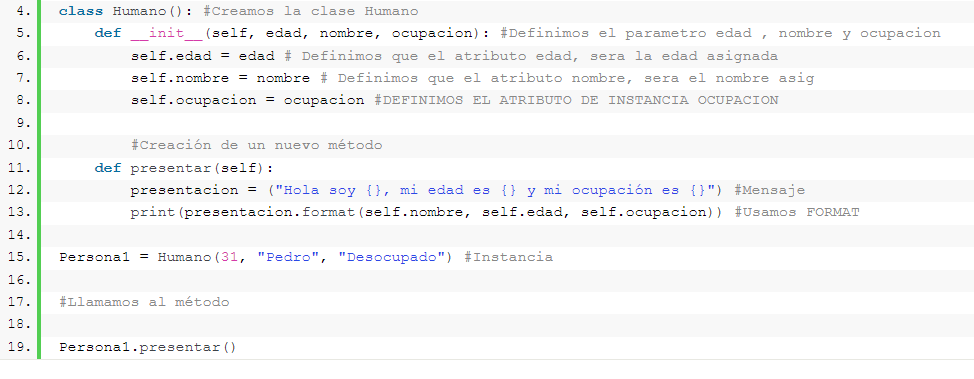 4. class Humano(): #Creamos la clase Humano
5.     def __init__(self, edad, nombre, ocupacion): #Definimos el parametro edad , nombre y ocupacion
6.         self.edad = edad # Definimos que el atributo edad, sera la edad asignada
7.         self.nombre = nombre # Definimos que el atributo nombre, sera el nombre asig
8.         self.ocupacion = ocupacion #DEFINIMOS EL ATRIBUTO DE INSTANCIA OCUPACION
9.
10.         #Creación de un nuevo método
11.     def presentar(self):
12.         presentacion = ("Hola soy {}, mi edad es {} y mi ocupación es {}") #Mensaje
13.         print(presentacion.format(self.nombre, self.edad, self.ocupacion)) #Usamos FORMAT
14.
15. Persona1 = Humano(31, "Pedro", "Desocupado") #Instancia
16.
17. #Llamamos al método
18.
19. Persona1.presentar()